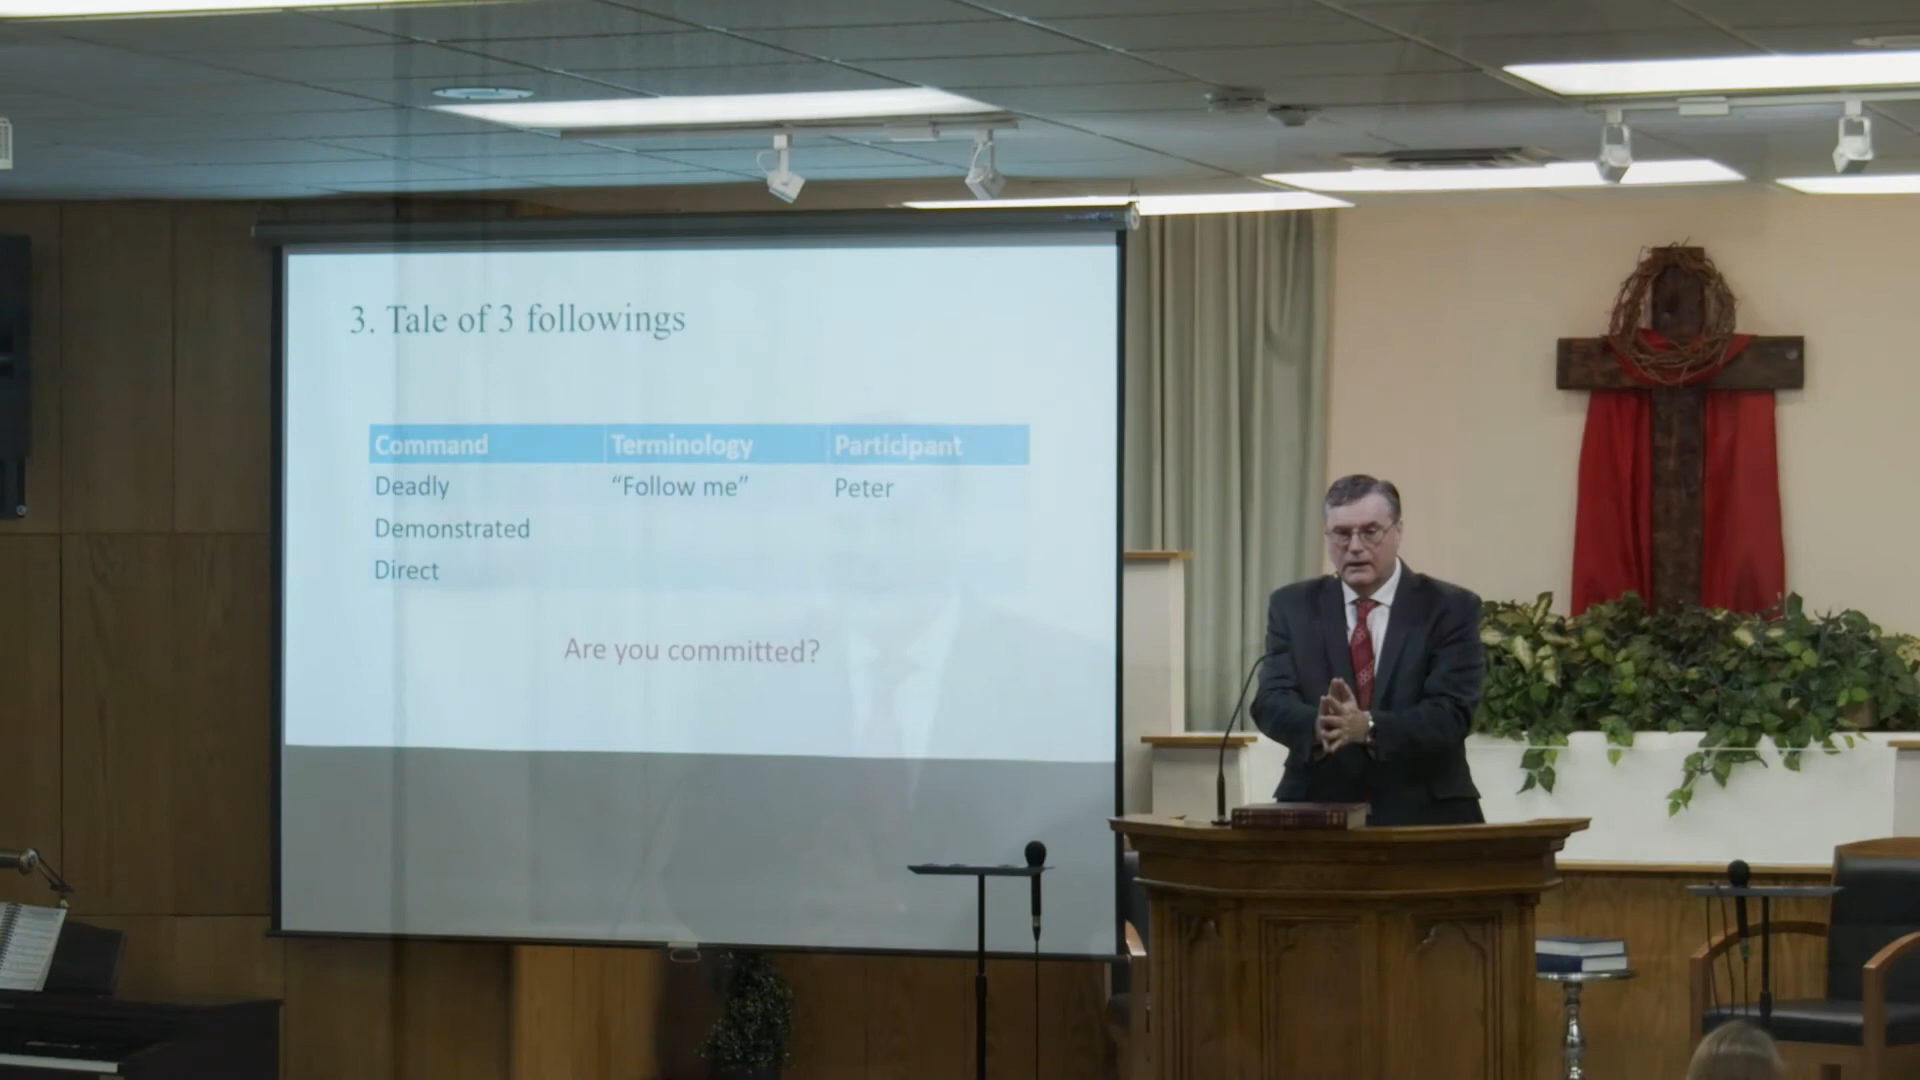 3. Tale of 3 followings
Command Terminology Participant
Deadly “Follow me” Peter
Demonstrated
Direct
Are you committed?